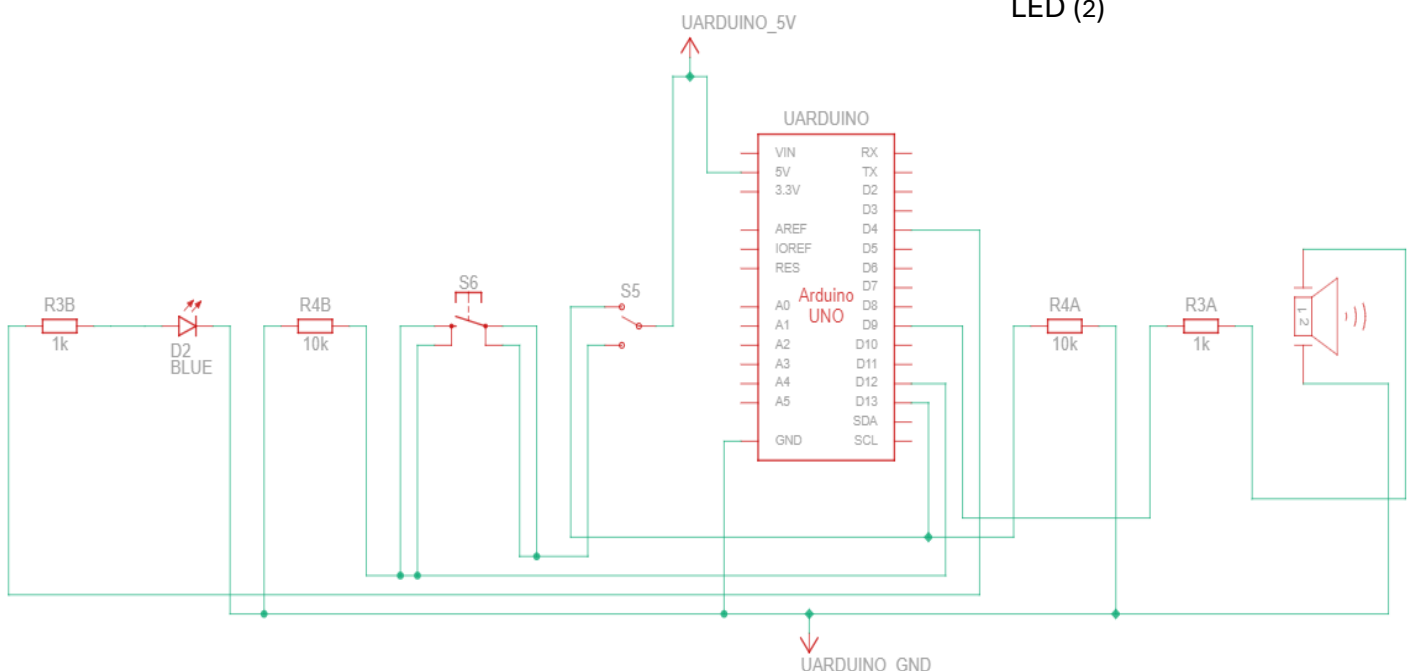 LED (2)
UARDUINO_5V
UARDUINO
VIN
5V
3.3V
AREF
IOREF
RES
A0
A1
A2
A3
A4
A5
GND
Arduino
UNO
RX
TX
D2
D3
D4
D5
D6
D7
D8
D9
D10
D11
D12
D13
SDA
SCL
R3B
1k
D2
BLUE
R4B
10k
S6
S5
R4A
10k
R3A
1k
1 2
UARDUINO_GND